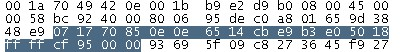 00 1a 70 49 42 0e 00 1b b9 e2 d9 b0 08 00 45 00
00 58 bc 92 40 00 80 06 95 de c0 a8 01 65 9d 38
48 e9 07 17 70 85 0e 0e 65 14 cb e9 b3 e0 50 18
ff ff cf 95 00 00 93 69 5f 09 c8 27 36 45 f9 27